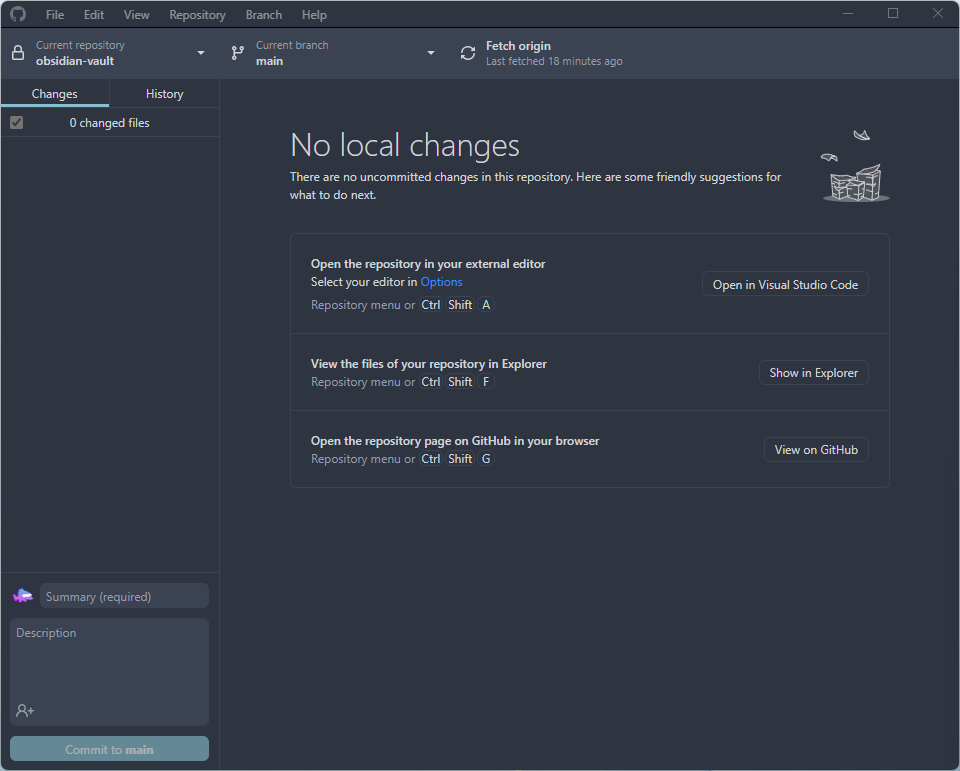 File Edit View Repository Branch Help
Current repository
obsidian-vault
Current branch
main
Fetch origin
Last fetched 18 minutes ago
Changes History
0 changed files
No local changes
There are no uncommitted changes in this repository. Here are some friendly suggestions for
what to do next.
Open the repository in your external editor
Select your editor in Options
Repository menu or Ctrl Shift A
Open in Visual Studio Code
View the files of your repository in Explorer
Repository menu or Ctrl Shift F
Show in Explorer
Open the repository page on GitHub in your browser
Repository menu or Ctrl Shift G
View on GitHub
Summary (required)
Description
Commit to main